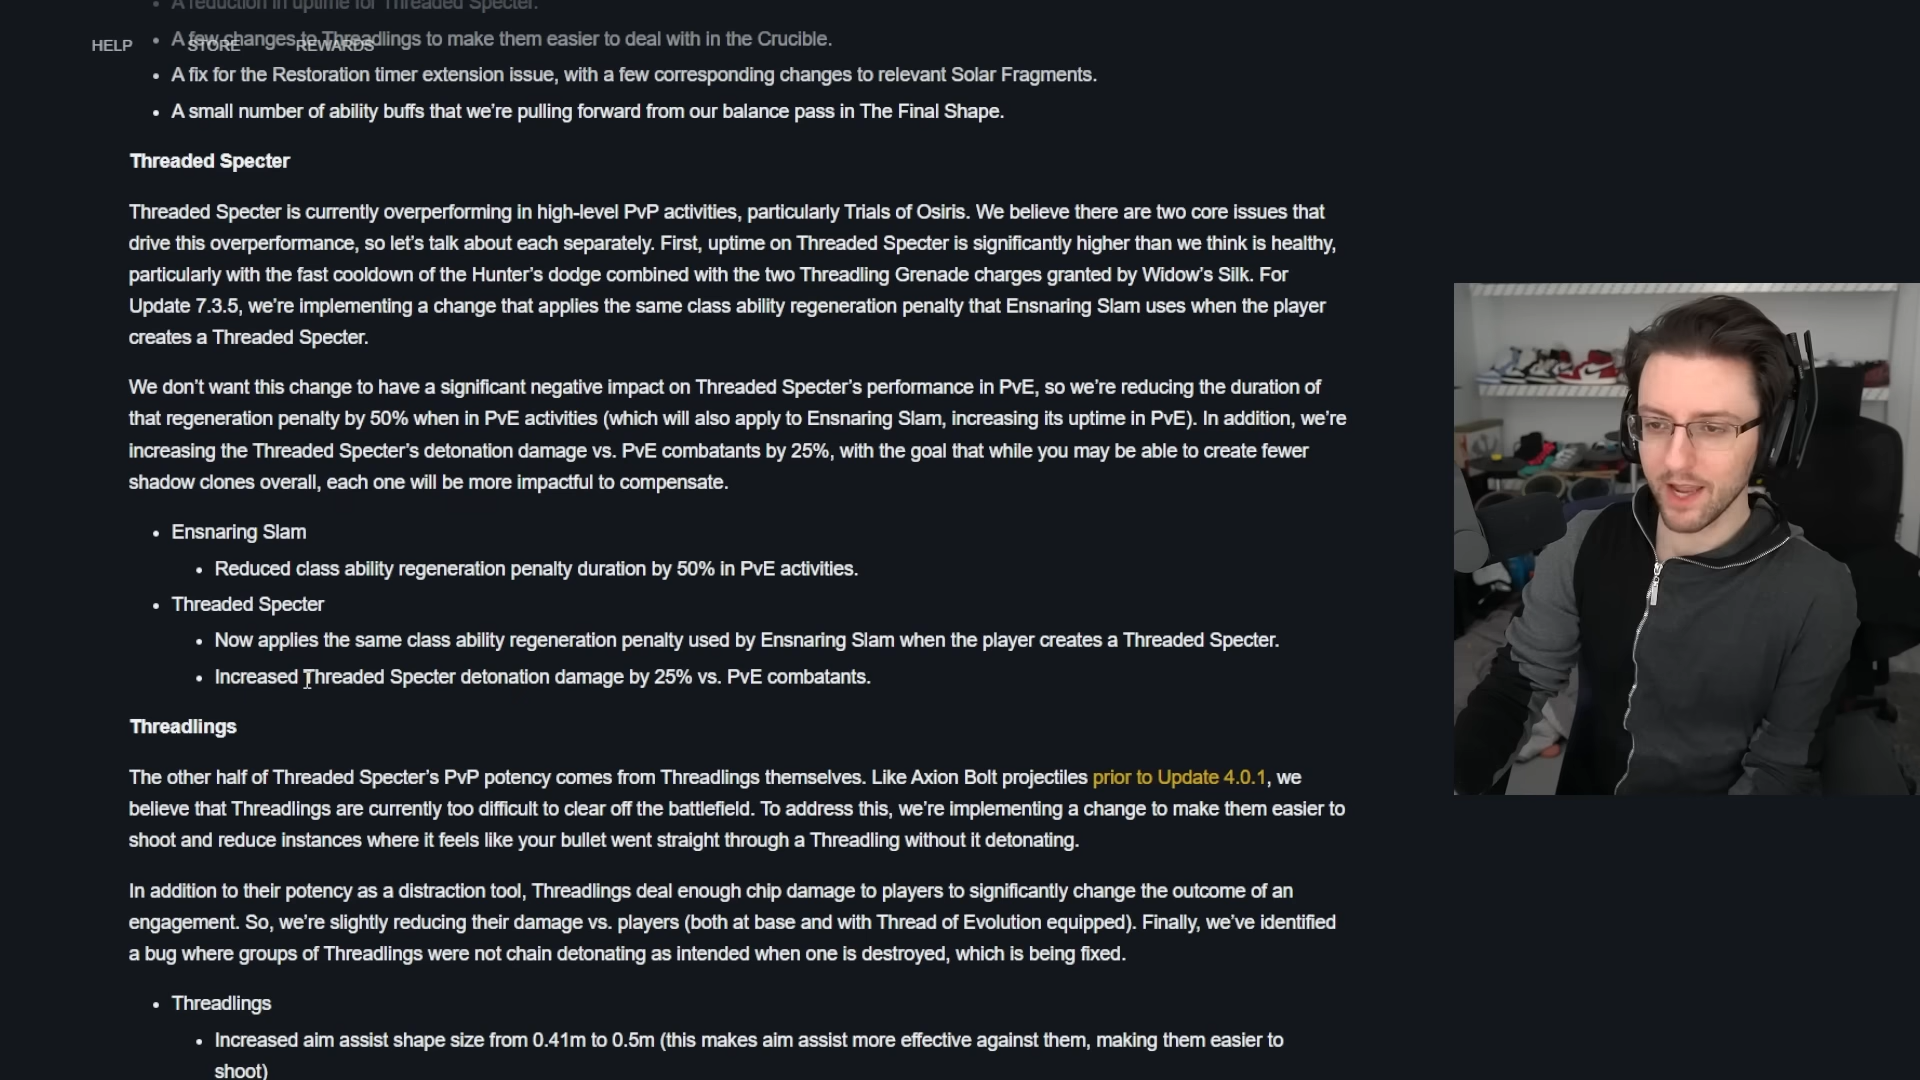 • A reduction in uptime for Threaded Specter.
HELP STORE REWARDS
• A few changes to Threadlings to make them easier to deal with in the Crucible.
• A fix for the Restoration timer extension issue, with a few corresponding changes to relevant Solar Fragments.
• A small number of ability buffs that we’re pulling forward from our balance pass in The Final Shape.
Threaded Specter
Threaded Specter is currently overperforming in high-level PvP activities, particularly Trials of Osiris. We believe there are two core issues that
drive this overperformance, so let’s talk about each separately. First, uptime on Threaded Specter is significantly higher than we think is healthy,
particularly with the fast cooldown of the Hunter’s dodge combined with the two Threadling Grenade charges granted by Widow’s Silk. For
Update 7.3.5, we’re implementing a change that applies the same class ability regeneration penalty that Ensnaring Slam uses when the player
creates a Threaded Specter.
We don’t want this change to have a significant negative impact on Threaded Specter’s performance in PvE, so we’re reducing the duration of
that regeneration penalty by 50% when in PvE activities (which will also apply to Ensnaring Slam, increasing its uptime in PvE). In addition, we’re
increasing the Threaded Specter’s detonation damage vs. PvE combatants by 25%, with the goal that while you may be able to create fewer
shadow clones overall, each one will be more impactful to compensate.
• Ensnaring Slam
• Reduced class ability regeneration penalty duration by 50% in PvE activities.
• Threaded Specter
• Now applies the same class ability regeneration penalty used by Ensnaring Slam when the player creates a Threaded Specter.
• Increased Threaded Specter detonation damage by 25% vs. PvE combatants.
Threadlings
The other half of Threaded Specter’s PvP potency comes from Threadlings themselves. Like Axion Bolt projectiles prior to Update 4.0.1, we
believe that Threadlings are currently too difficult to clear off the battlefield. To address this, we’re implementing a change to make them easier to
shoot and reduce instances where it feels like your bullet went straight through a Threadling without it detonating.
In addition to their potency as a distraction tool, Threadlings deal enough chip damage to players to significantly change the outcome of an
engagement. So, we’re slightly reducing their damage vs. players (both at base and with Thread of Evolution equipped). Finally, we’ve identified
a bug where groups of Threadlings were not chain detonating as intended when one is destroyed, which is being fixed.
• Threadlings
• Increased aim assist shape size from 0.41m to 0.5m (this makes aim assist more effective against them, making them easier to
shoot)